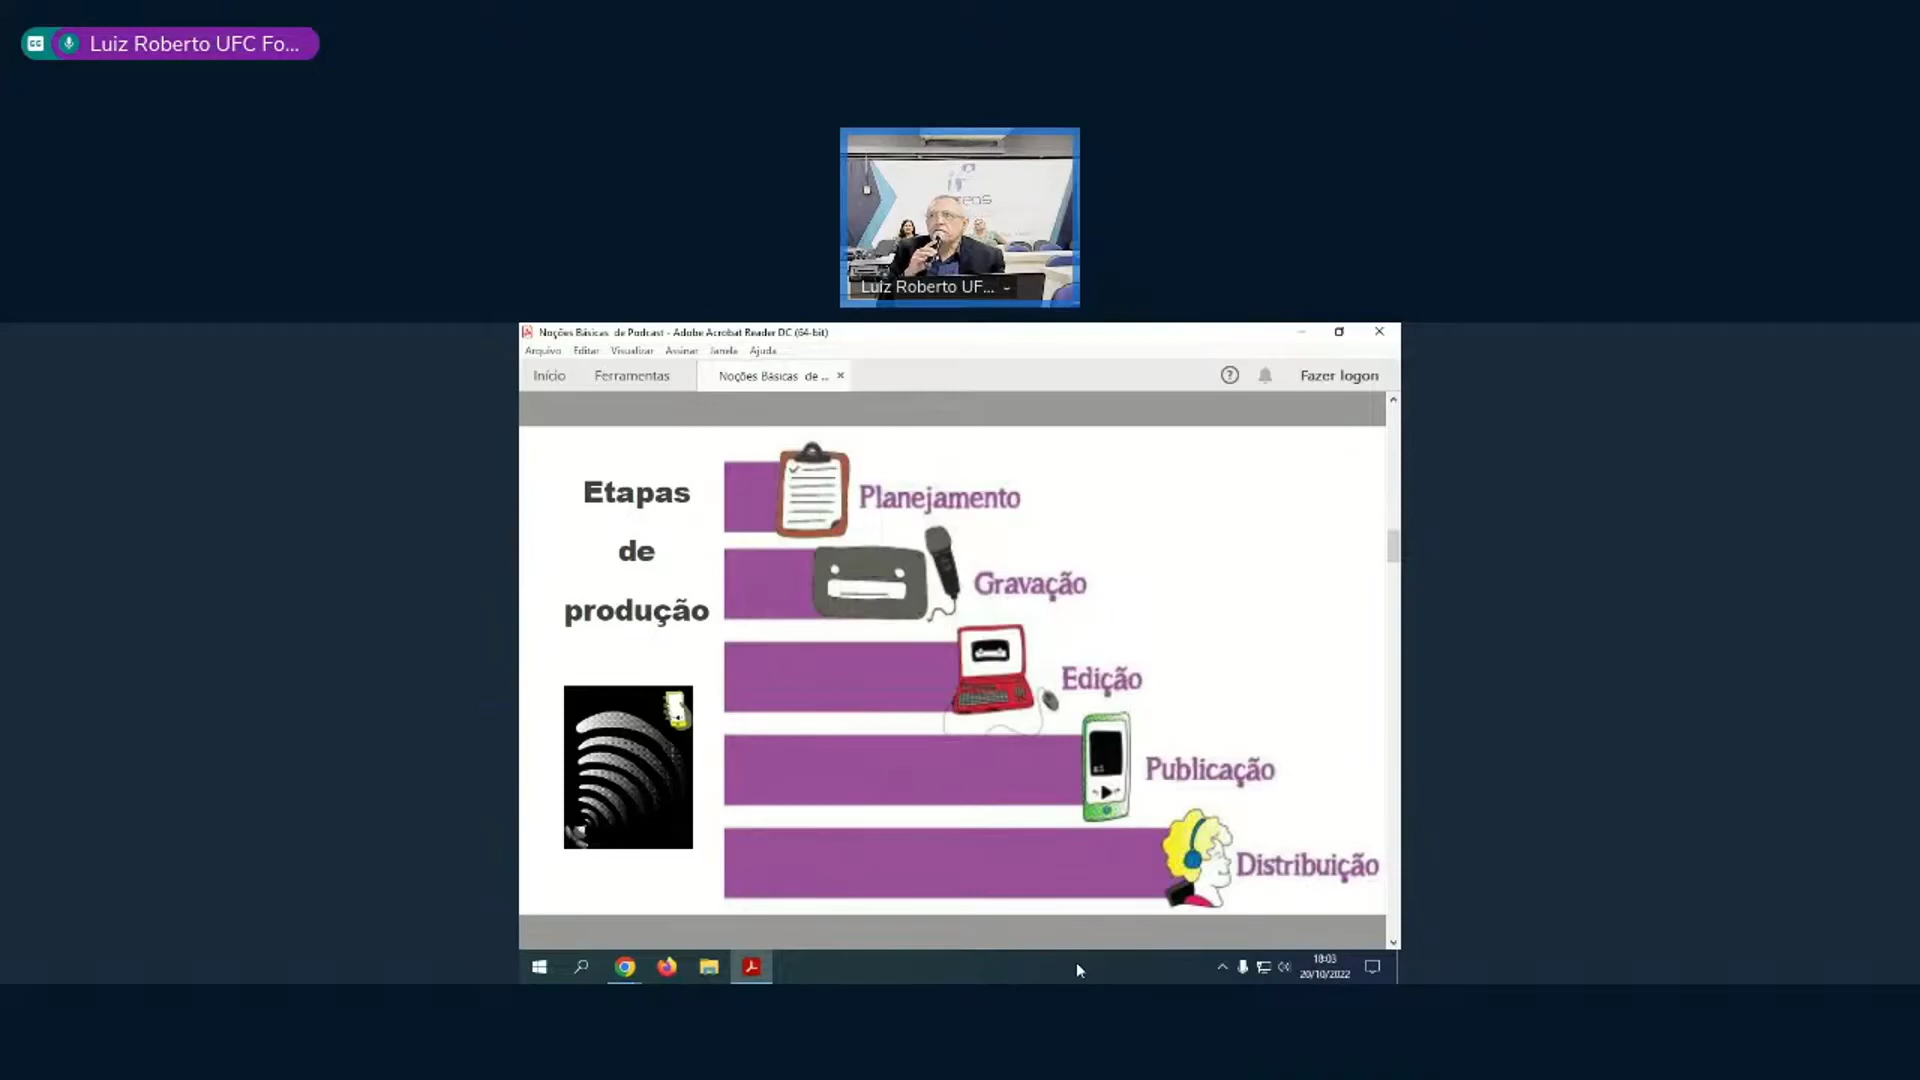 Luiz Roberto UFC Fo...
Luiz Roberto UF...
Noções Básicas de Podcast - Adobe Acrobat Reader DC (64-bit)
Arquivo Editar Visualizar Assinar Janela Ajuda
Início Ferramentas Noções Básicas de ... Fazer logon
Etapas
de
produção
Planejamento
Gravação
Edição
Publicação
Distribuição
18:03
20/10/2022